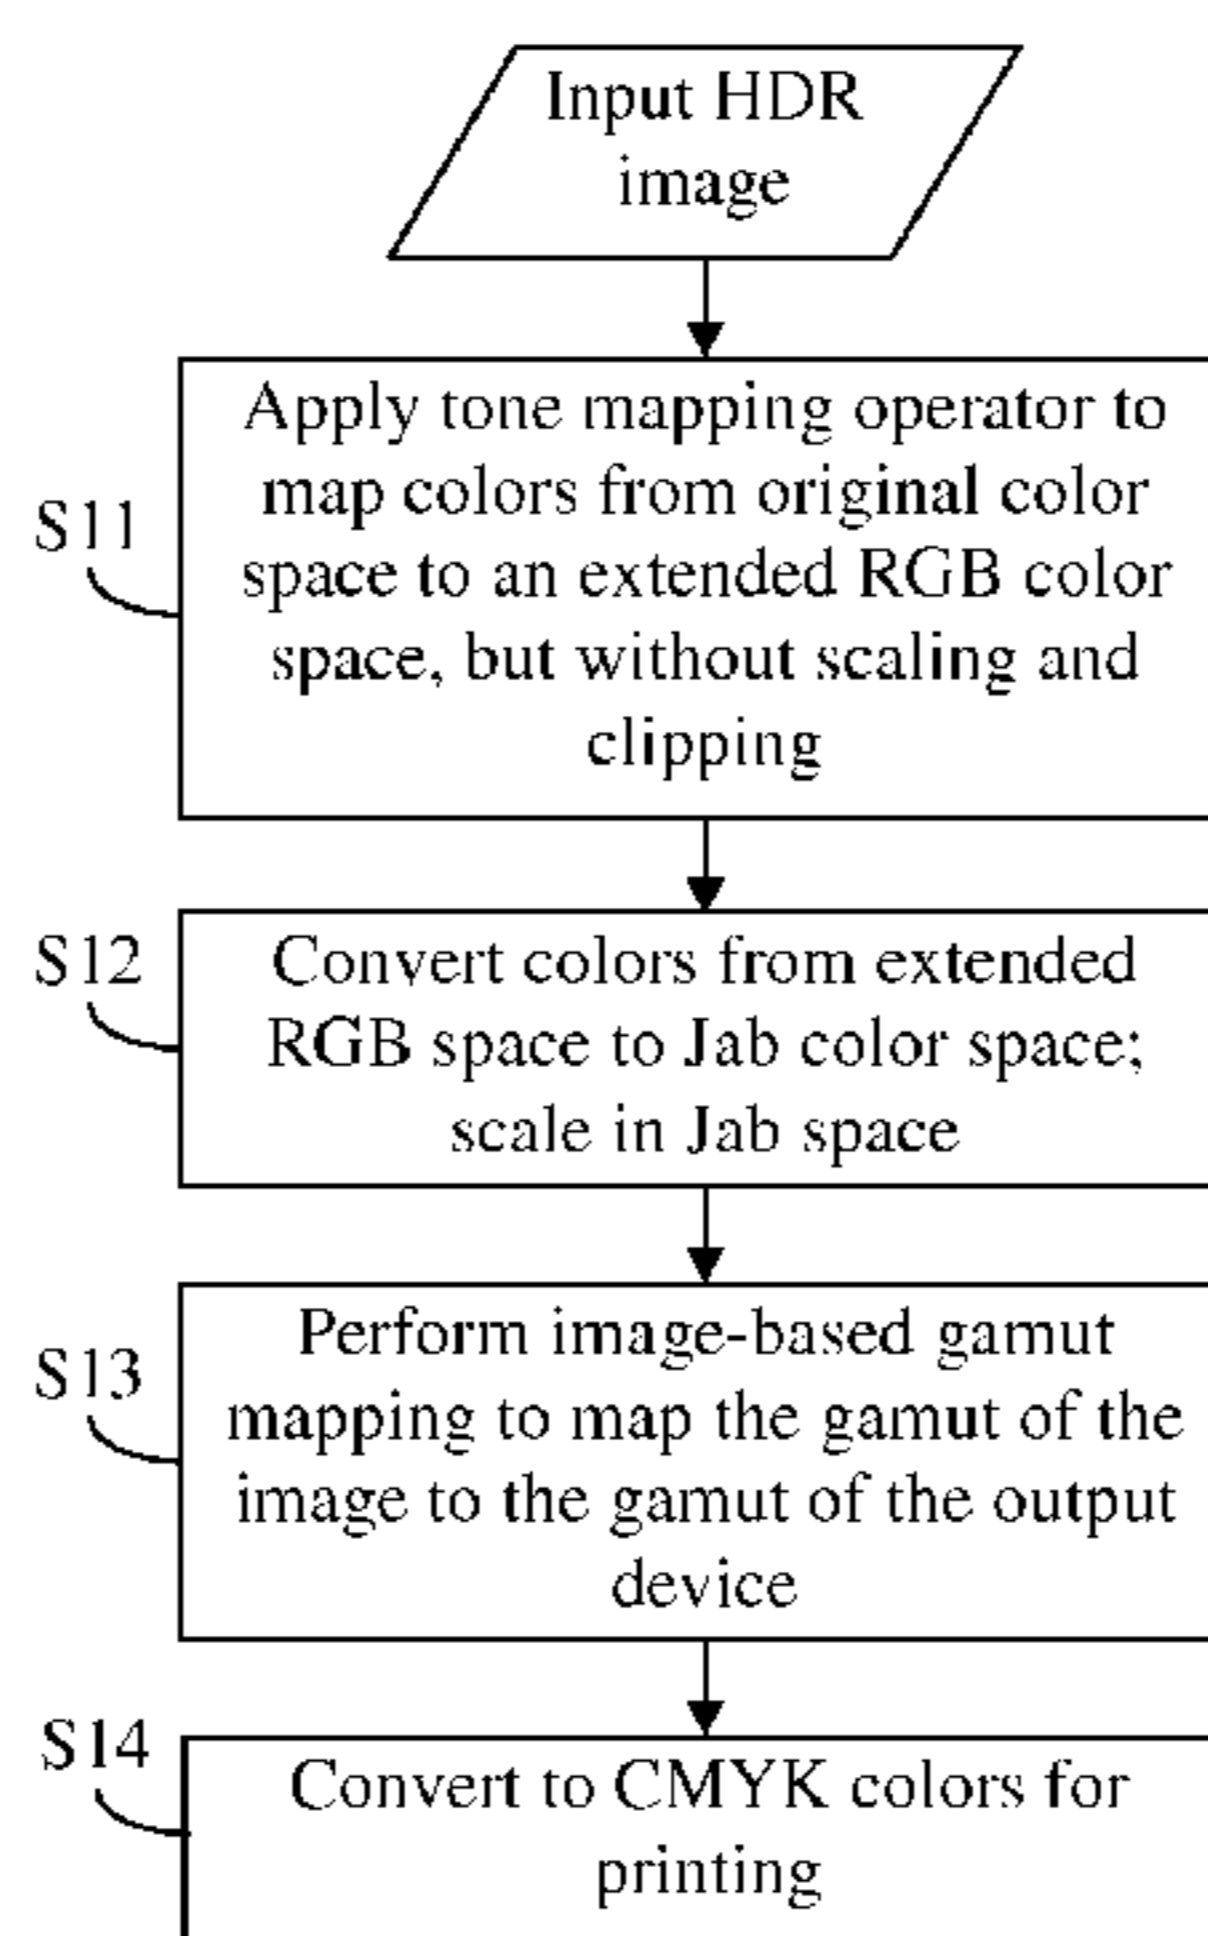 Input HDR
image
S11
Apply tone mapping operator to
map colors from original color
space to an extended RGB color
space, but without scaling and
clipping
S12
Convert colors from extended
RGB space to Jab color space;
scale in Jab space
S13
Perform image-based gamut
mapping to map the gamut of the
image to the gamut of the output
device
S14
Convert to CMYK colors for
printing